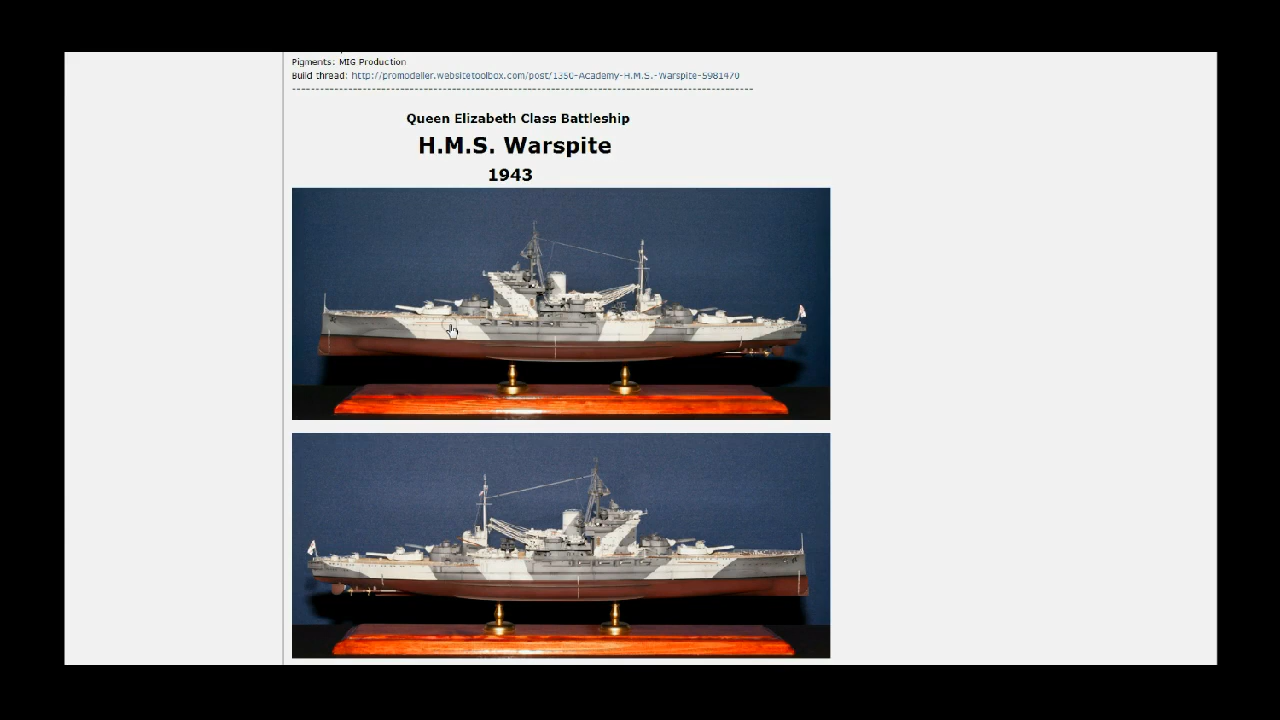 Pigments: MIG Production
Build thread: http://promodeller.websitetoolbox.com/post/1350-Academy-H.M.S.-Warspite-5981470
Queen Elizabeth Class Battleship
H.M.S. Warspite
1943